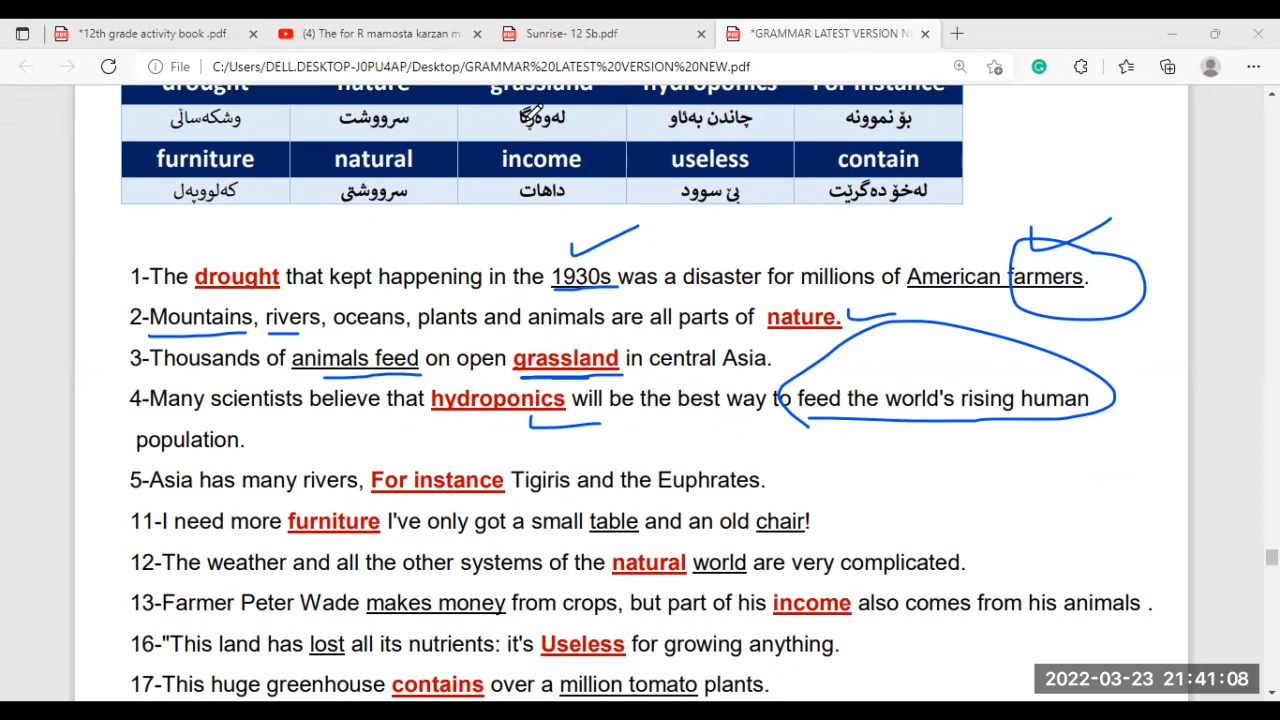 *12th grade activity book .pdf
(4) The for R mamosta karzan m
Sunrise- 12 Sb.pdf
*GRAMMAR LATEST VERSION N
File C:/Users/DELL.DESKTOP-J0PU4AP/Desktop/GRAMMAR%20LATEST%20VERSION%20NEW.pdf
drought nature grassland hydroponics For instance
وشکەساڵی سرووشت لەوەڕگا چاندن بەئاو بۆ نموونە
furniture natural income useless contain
کەلووپەل سرووشتی داهات بێ سوود لەخۆ دەگرێت
1-The drought that kept happening in the 1930s was a disaster for millions of American farmers.
2-Mountains, rivers, oceans, plants and animals are all parts of nature.
3-Thousands of animals feed on open grassland in central Asia.
4-Many scientists believe that hydroponics will be the best way to feed the world's rising human
population.
5-Asia has many rivers, For instance Tigiris and the Euphrates.
11-I need more furniture I've only got a small table and an old chair!
12-The weather and all the other systems of the natural world are very complicated.
13-Farmer Peter Wade makes money from crops, but part of his income also comes from his animals .
16-"This land has lost all its nutrients: it's Useless for growing anything.
17-This huge greenhouse contains over a million tomato plants.
2022-03-23 21:41:08